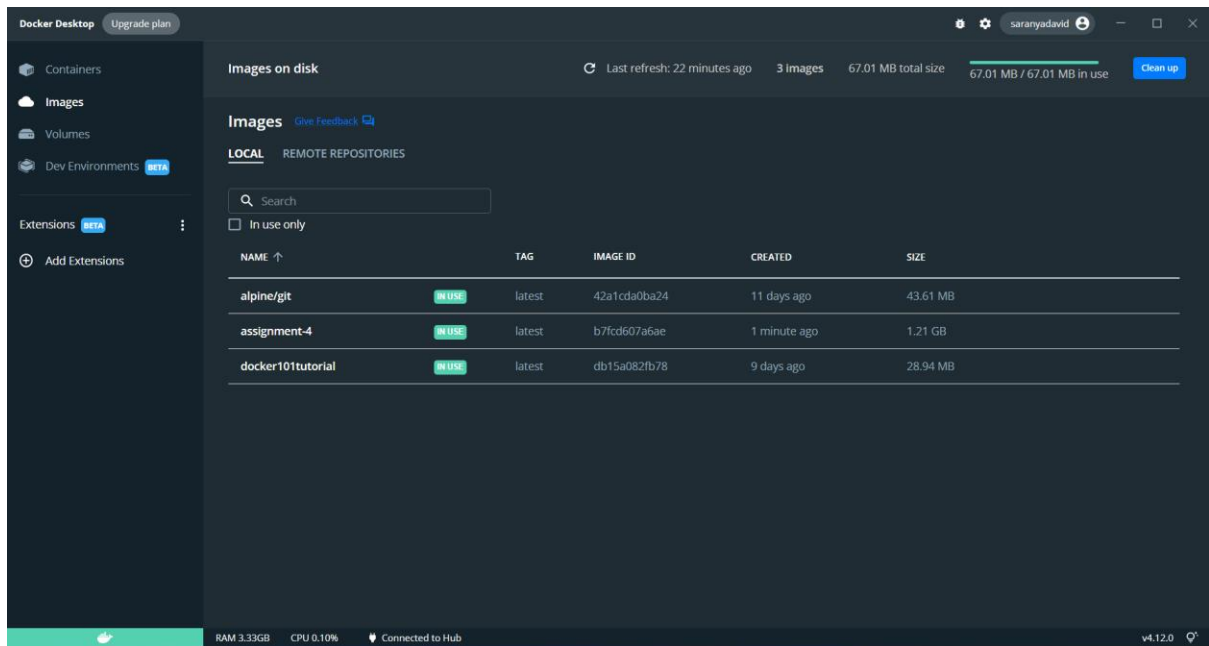 Docker Desktop Upgrade plan saranyadavid
Containers
Images
Volumes
Dev Environments BETA
Extensions BETA
Add Extensions
Images on disk Last refresh: 22 minutes ago 3 images 67.01 MB total size 67.01 MB / 67.01 MB in use Clean up
Images Give Feedback
LOCAL REMOTE REPOSITORIES
Search
In use only
NAME TAG IMAGE ID CREATED SIZE
alpine/git IN USE latest 42a1cda0ba24 11 days ago 43.61 MB
assignment-4 IN USE latest b7fcd607a6ae 1 minute ago 1.21 GB
docker101tutorial IN USE latest db15a082fb78 9 days ago 28.94 MB
RAM 3.33GB CPU 0.10% Connected to Hub v4.12.0